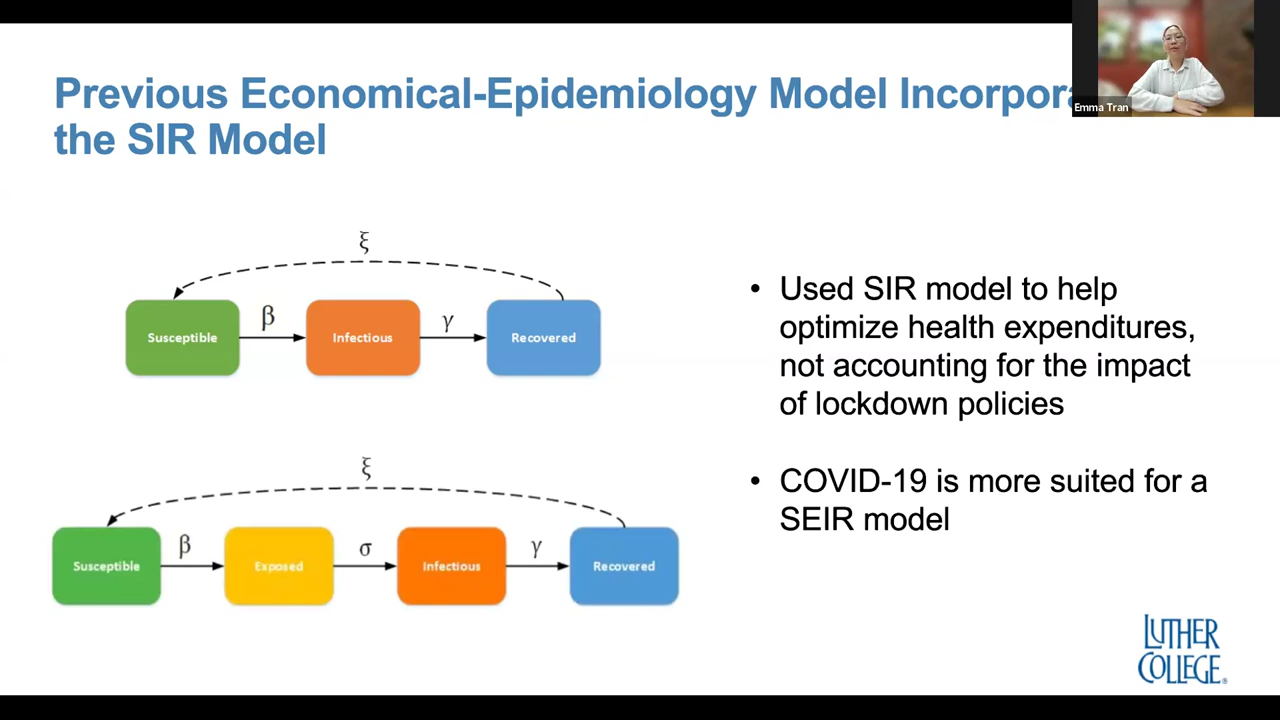 Previous Economical-Epidemiology Model Incorpora
the SIR Model
Emma Tran
ξ
β
γ
Susceptible
Infectious
Recovered
ξ
β
σ
γ
Susceptible
Exposed
Infectious
Recovered
• Used SIR model to help
optimize health expenditures,
not accounting for the impact
of lockdown policies
• COVID-19 is more suited for a
SEIR model
LUTHER
COLLEGE®